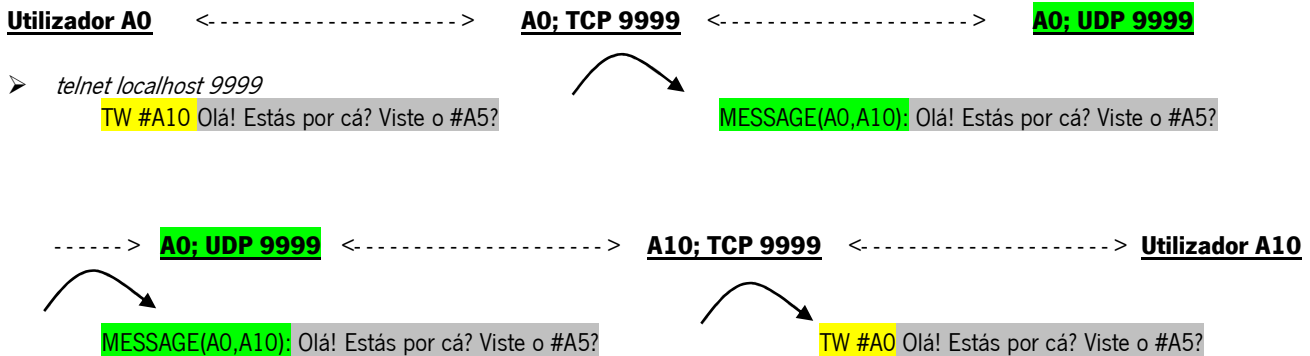 Utilizador A0 <--------------------> A0; TCP 9999 <--------------------> A0; UDP 9999
➢ telnet localhost 9999
TW #A10 Olá! Estás por cá? Viste o #A5? MESSAGE(A0,A10): Olá! Estás por cá? Viste o #A5?
------> A0; UDP 9999 <--------------------> A10; TCP 9999 <--------------------> Utilizador A10
MESSAGE(A0,A10): Olá! Estás por cá? Viste o #A5? TW #A0 Olá! Estás por cá? Viste o #A5?